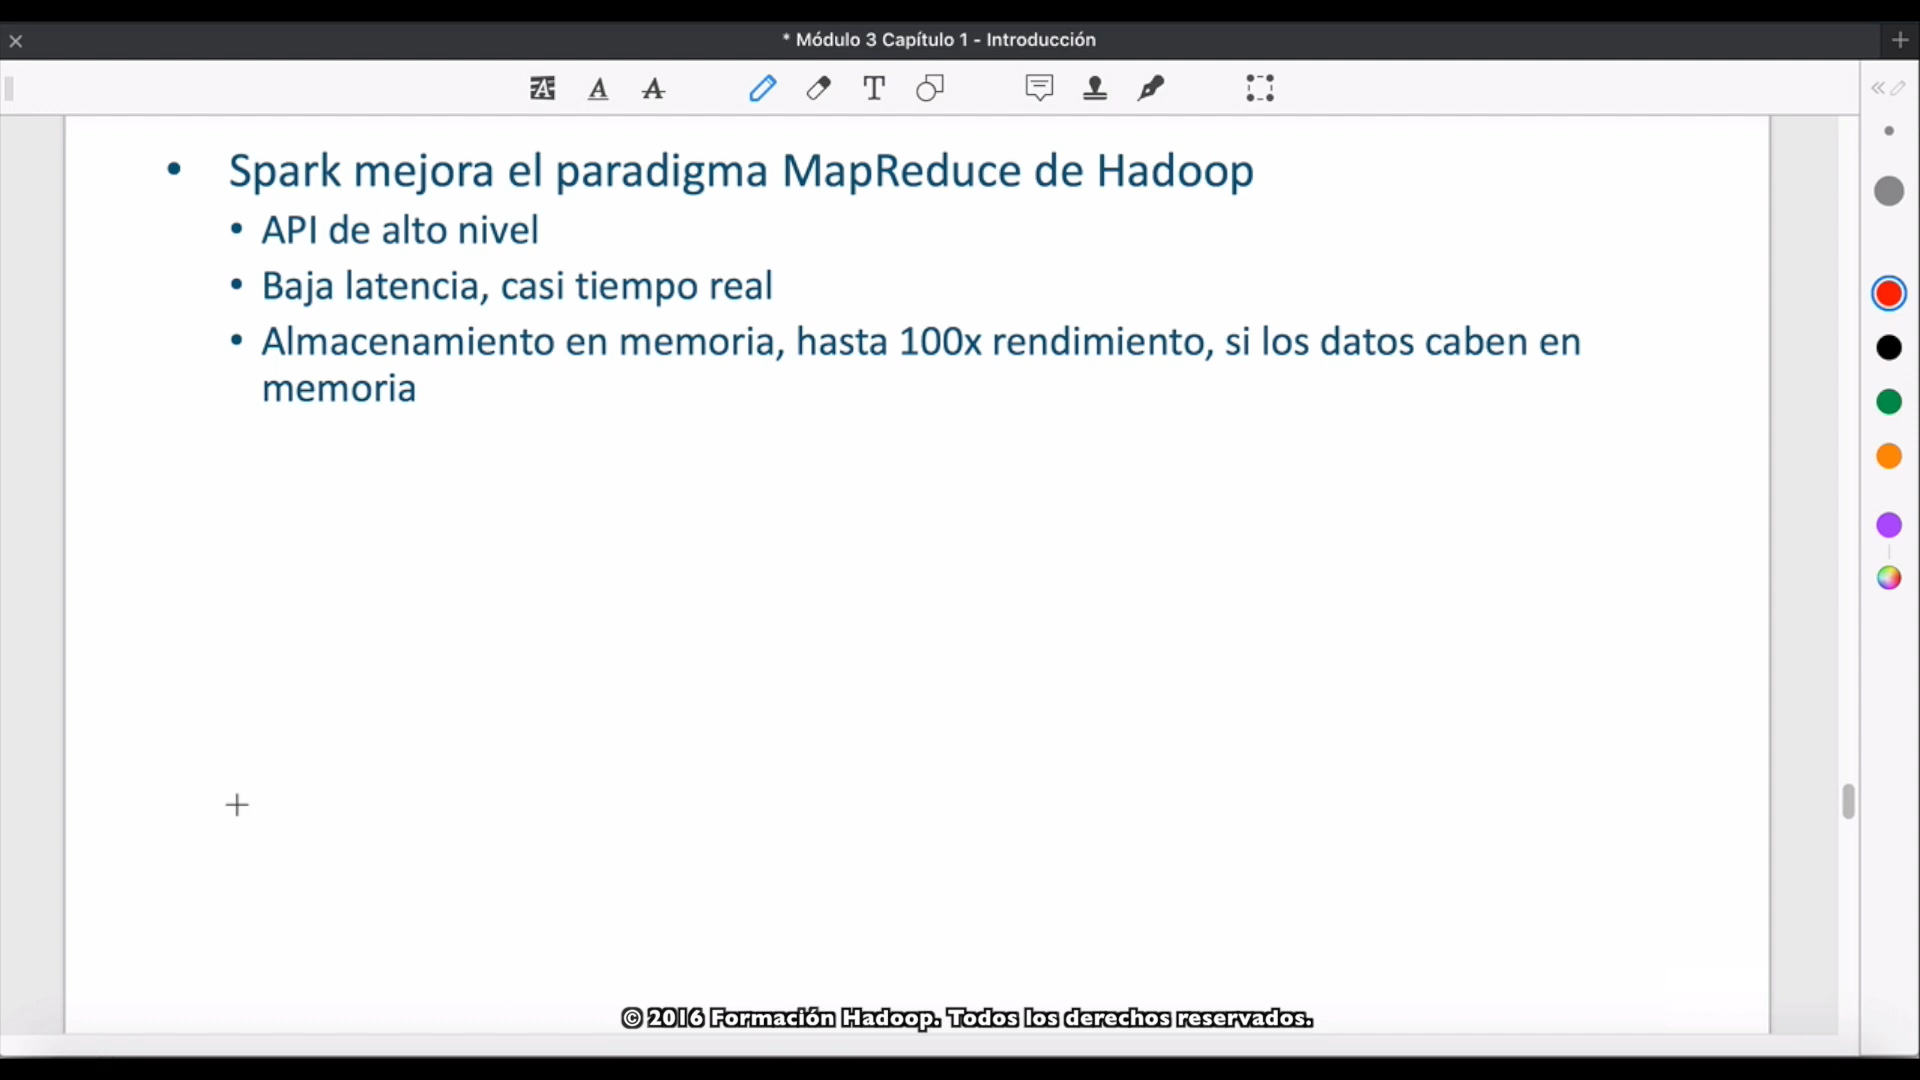 * Módulo 3 Capítulo 1 - Introducción
• Spark mejora el paradigma MapReduce de Hadoop
• API de alto nivel
• Baja latencia, casi tiempo real
• Almacenamiento en memoria, hasta 100x rendimiento, si los datos caben en
memoria
© 2016 Formación Hadoop. Todos los derechos reservados.